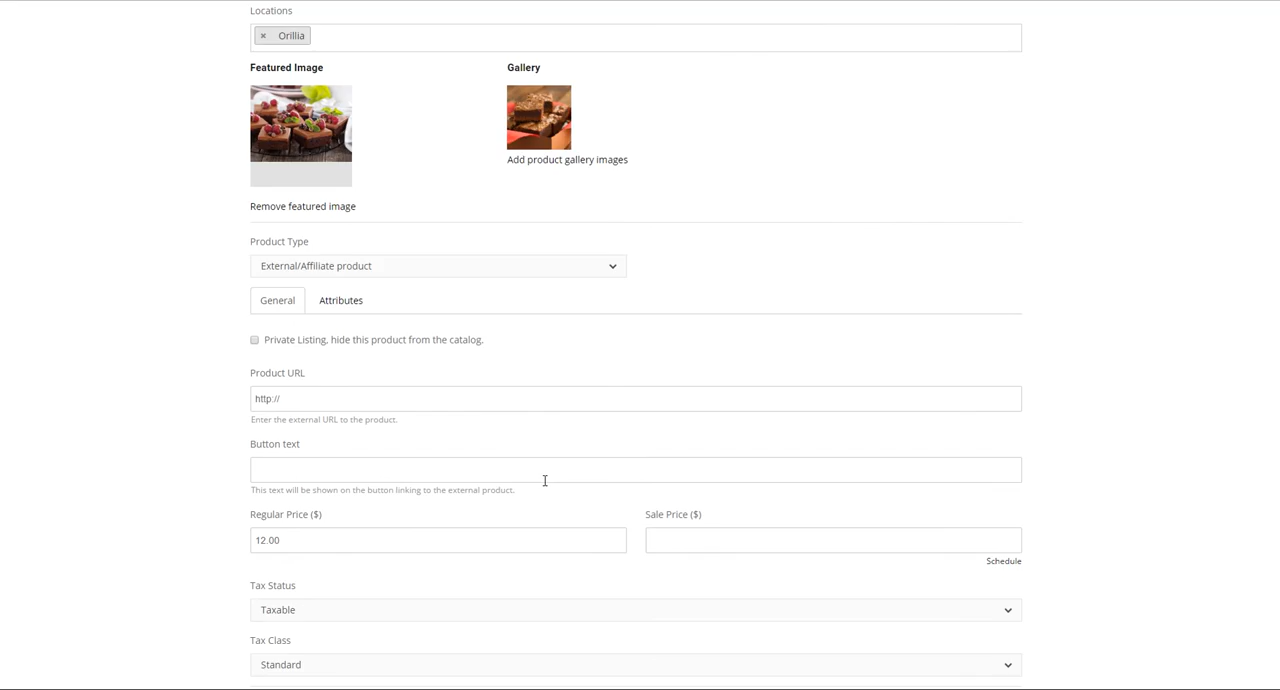 Locations
× Orillia
Featured Image
Gallery
Add product gallery images
Remove featured image
Product Type
External/Affiliate product
General
Attributes
Private Listing, hide this product from the catalog.
Product URL
http://
Enter the external URL to the product.
Button text
This text will be shown on the button linking to the external product.
Regular Price ($)
Sale Price ($)
12.00
Schedule
Tax Status
Taxable
Tax Class
Standard